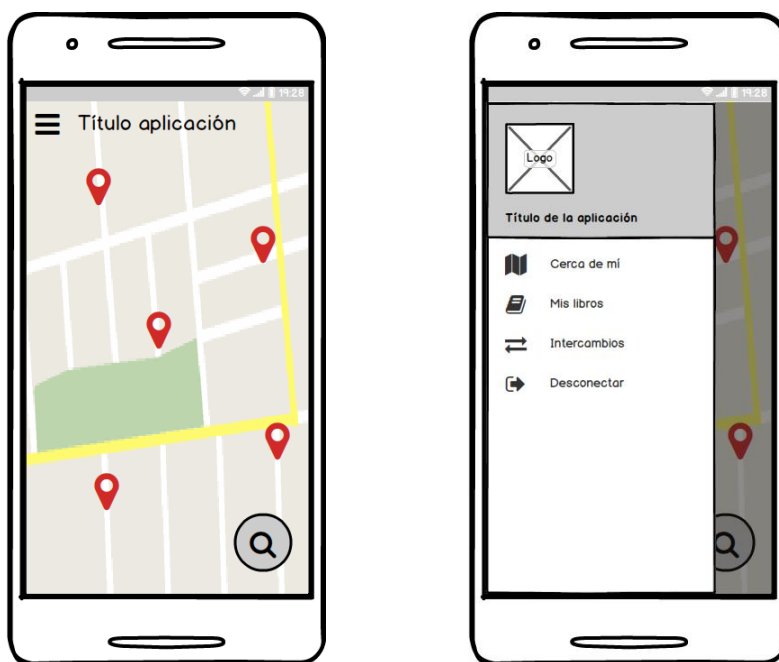 19:28
Título aplicación
19:28
Logo
Título de la aplicación
Cerca de mí
Mis libros
Intercambios
Desconectar